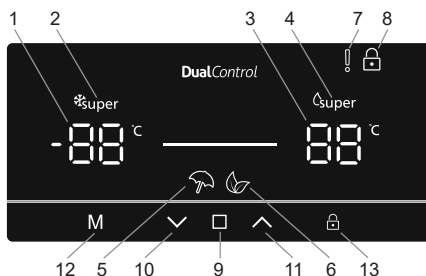 1 2 3 4 7 8
DualControl
super super
-88 °C 88 °C
M
12 5 10 9 11 6 13